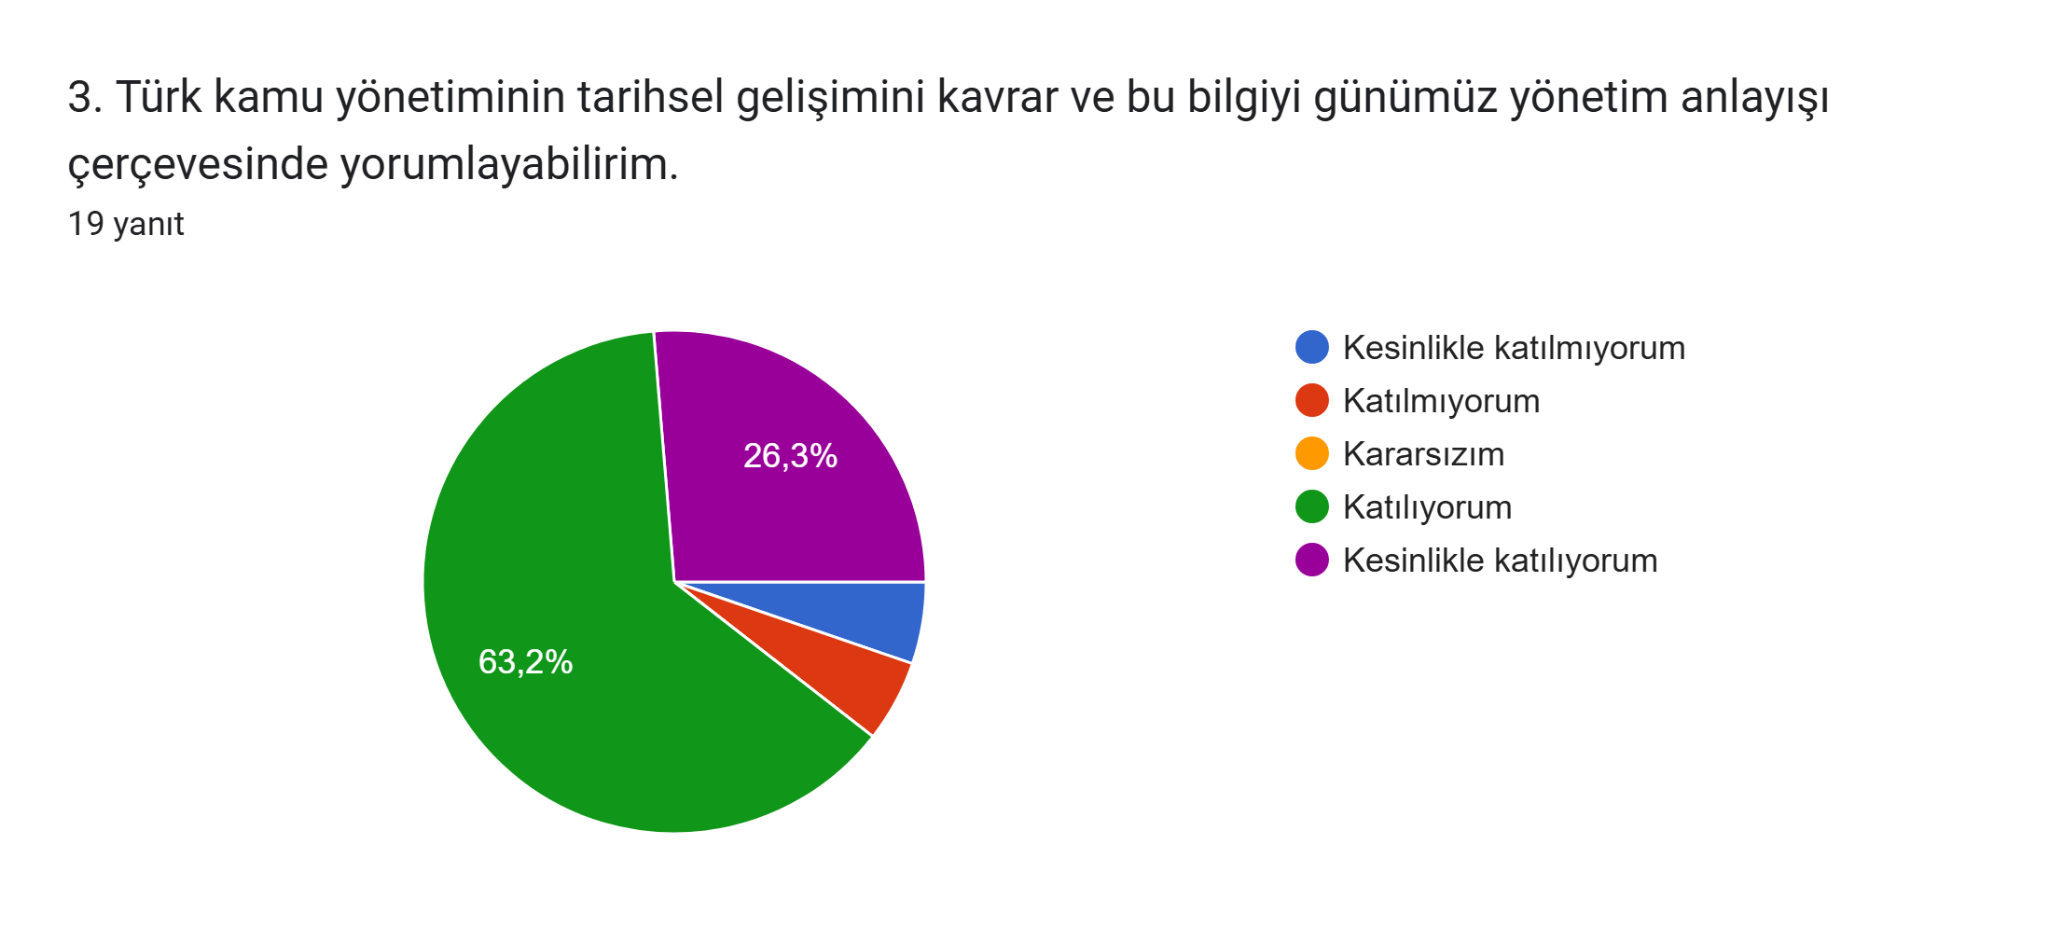 3. Türk kamu yönetiminin tarihsel gelişimini kavrar ve bu bilgiyi günümüz yönetim anlayışı
çerçevesinde yorumlayabilirim.
19 yanıt
Kesinlikle katılmıyorum
Katılmıyorum
Kararsızım
Katılıyorum
Kesinlikle katılıyorum
26,3%
63,2%